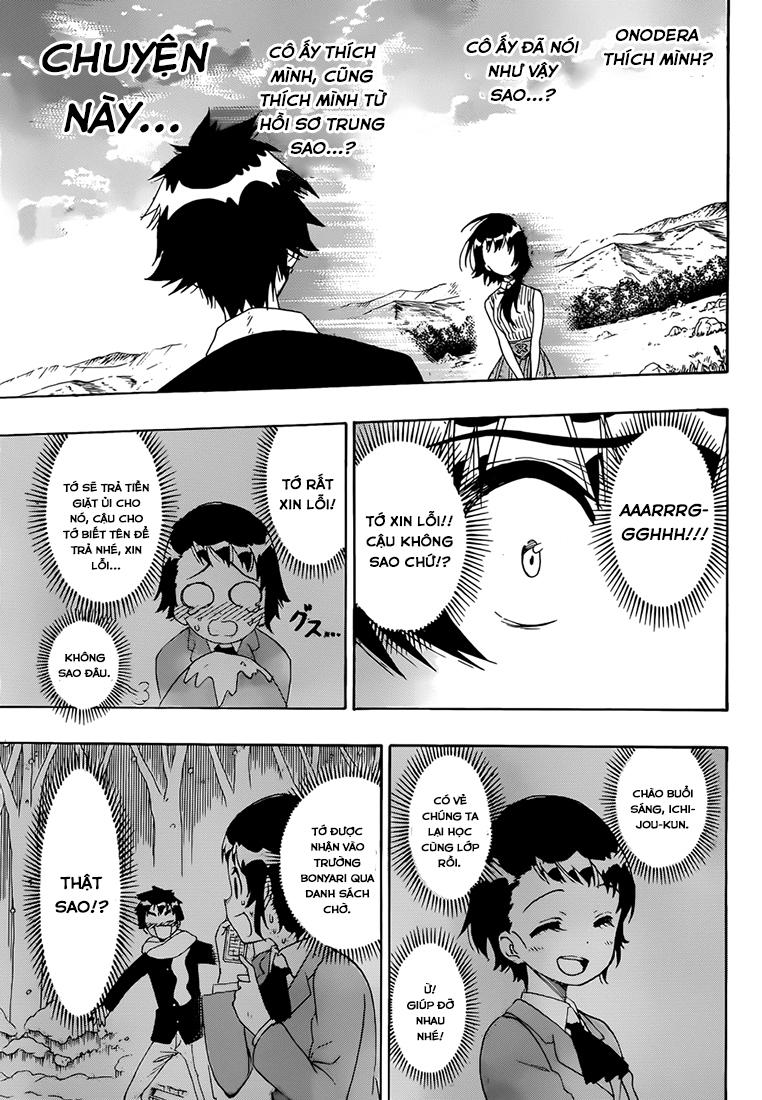 ONODERA
THÍCH MÌNH?
CÔ ẤY ĐÃ NÓI
NHƯ VẬY
SAO...?
CÔ ẤY THÍCH
MÌNH, CŨNG
THÍCH MÌNH TỪ
HỒI SƠ TRUNG
SAO...?
CHUYỆN
NÀY...
AAARRRG-
GGHHH!!!
TỚ XIN LỖI!!
CẬU KHÔNG
SAO CHỨ!?
TỚ RẤT
XIN LỖI!
TỚ SẼ TRẢ TIỀN
GIẶT ỦI CHO
NÓ, CẬU CHO
TỚ BIẾT TÊN ĐỂ
TRẢ NHÉ, XIN
LỖI...
グス...
KHÔNG
SAO ĐÂU.
CHÀO BUỔI
SÁNG, ICHI-
JOU-KUN.
CÓ VẺ
CHÚNG TA
LẠI HỌC
CÙNG LỚP
RỒI.
Ừ!
GIÚP ĐỠ
NHAU
NHÉ!
TỚ ĐƯỢC
NHẬN VÀO
TRƯỜNG
BONYARI QUA
DANH SÁCH
CHỜ.
THẬT
SAO!?